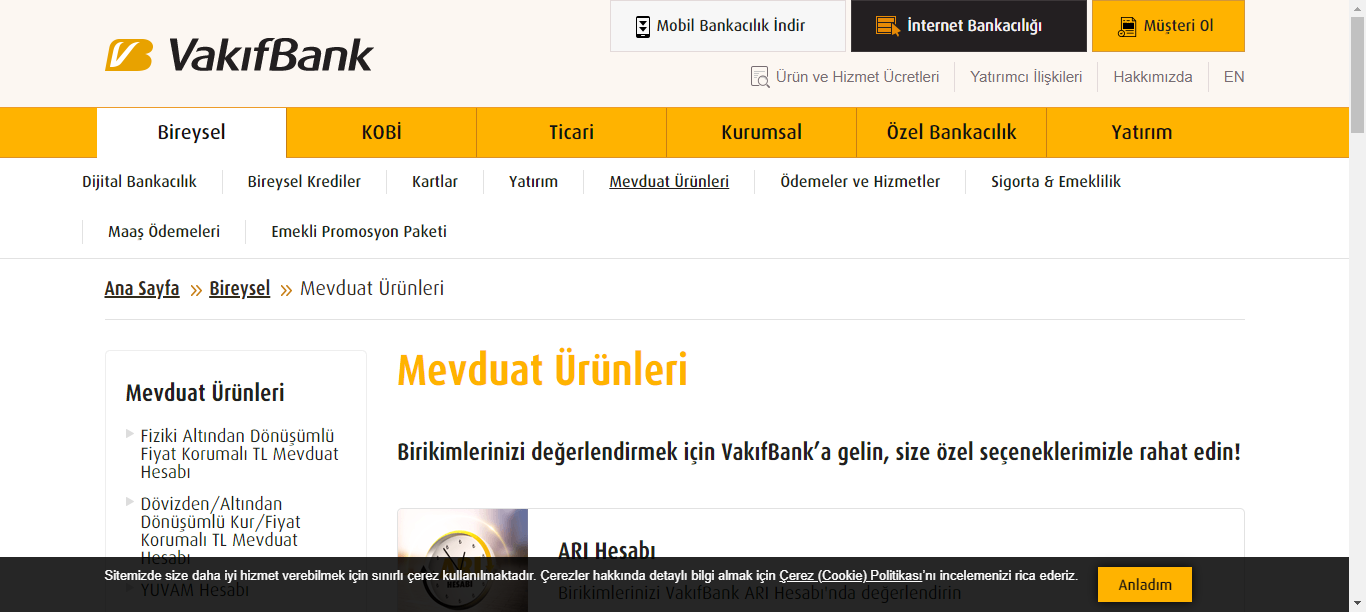 Mobil Bankacılık İndir
İnternet Bankacılığı
Müşteri Ol
VakıfBank
Ürün ve Hizmet Ücretleri
Yatırımcı İlişkileri
Hakkımızda
EN
Bireysel
KOBİ
Ticari
Kurumsal
Özel Bankacılık
Yatırım
Dijital Bankacılık
Bireysel Krediler
Kartlar
Yatırım
Mevduat Ürünleri
Ödemeler ve Hizmetler
Sigorta & Emeklilik
Maaş Ödemeleri
Emekli Promosyon Paketi
Ana Sayfa » Bireysel » Mevduat Ürünleri
Mevduat Ürünleri
Fiziki Altından Dönüşümlü
Fiyat Korumalı TL Mevduat
Hesabı
Dövizden/Altından
Dönüşümlü Kur/Fiyat
Korumalı TL Mevduat
Hesabı
YUVAM Hesabı
Mevduat Ürünleri
Birikimlerinizi değerlendirmek için VakıfBank'a gelin, size özel seçeneklerimizle rahat edin!
ARI Hesabı
Birikimlerinizi VakıfBank ARI Hesabı'nda değerlendirin
Sitemizde size daha iyi hizmet verebilmek için sınırlı çerez kullanılmaktadır. Çerezler hakkında detaylı bilgi almak için Çerez (Cookie) Politikası'nı incelemenizi rica ederiz.
Anladım